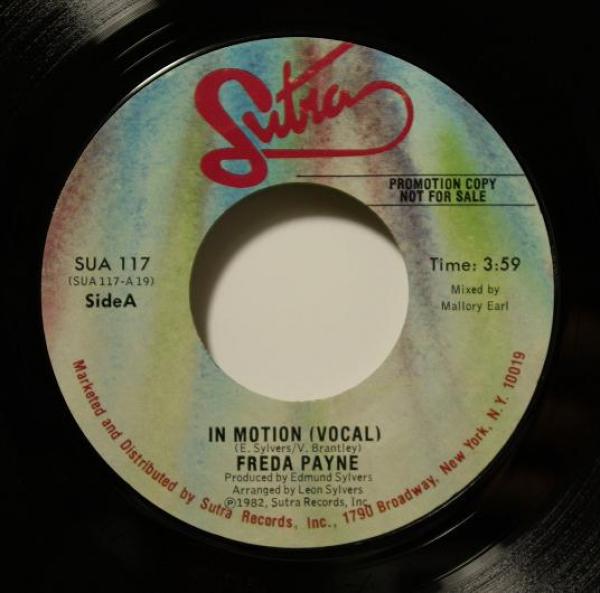 Sutra
PROMOTION COPY
NOT FOR SALE
SUA 117
(SUA 117-A 19)
Side A
Time: 3:59
Mixed by
Mallory Earl
IN MOTION (VOCAL)
(E. Sylvers/V. Brantley)
FREDA PAYNE
Produced by Edmund Sylvers
Arranged by Leon Sylvers
Ⓟ1982, Sutra Records, Inc.
Marketed and Distributed by Sutra Records, Inc., 1790 Broadway, New York, N.Y. 10019